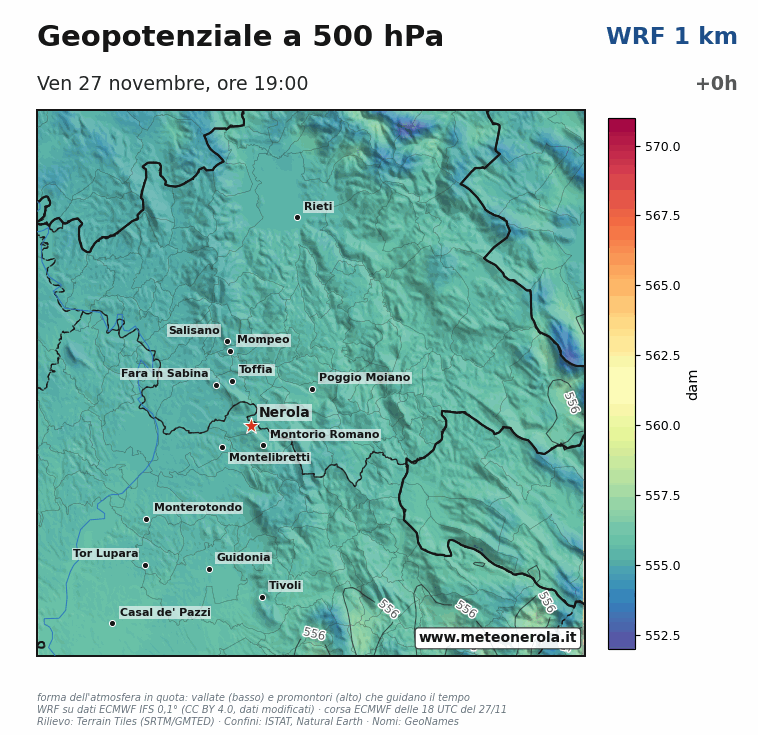 Geopotenziale a 500 hPa
WRF 1 km
Ven 27 novembre, ore 19:00
+0h
Rieti
Salisano
Mompeo
Toffia
Fara in Sabina
Poggio Moiano
Nerola
Montorio Romano
Montelibretti
Monterotondo
Tor Lupara
Guidonia
Tivoli
Casal de' Pazzi
556
556
556
556
556
www.meteonerola.it
570.0
567.5
565.0
562.5
560.0
557.5
555.0
552.5
dam
forma dell'atmosfera in quota: vallate (basso) e promontori (alto) che guidano il tempo
WRF su dati ECMWF IFS 0,1° (CC BY 4.0, dati modificati) · corsa ECMWF delle 18 UTC del 27/11
Rilievo: Terrain Tiles (SRTM/GMTED) · Confini: ISTAT, Natural Earth · Nomi: GeoNames